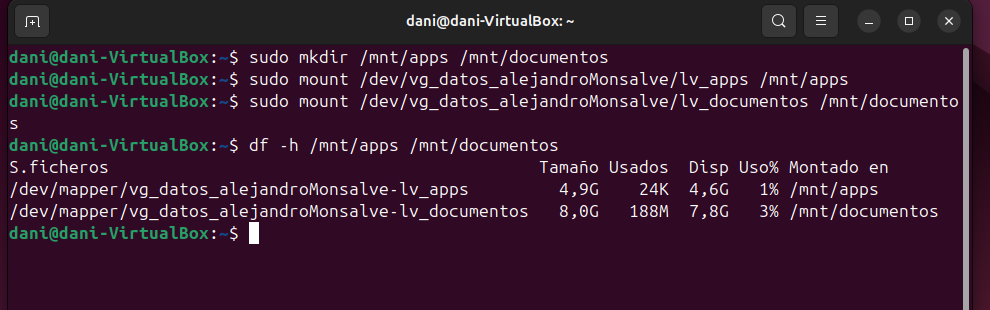 dani@dani-VirtualBox: ~
dani@dani-VirtualBox:~$ sudo mkdir /mnt/apps /mnt/documentos
dani@dani-VirtualBox:~$ sudo mount /dev/vg_datos_alejandroMonsalve/lv_apps /mnt/apps
dani@dani-VirtualBox:~$ sudo mount /dev/vg_datos_alejandroMonsalve/lv_documentos /mnt/documento
s
dani@dani-VirtualBox:~$ df -h /mnt/apps /mnt/documentos
S.ficheros                                          Tamaño Usados  Disp Uso% Montado en
/dev/mapper/vg_datos_alejandroMonsalve-lv_apps        4,9G    24K  4,6G   1% /mnt/apps
/dev/mapper/vg_datos_alejandroMonsalve-lv_documentos   8,0G   188M  7,8G   3% /mnt/documentos
dani@dani-VirtualBox:~$